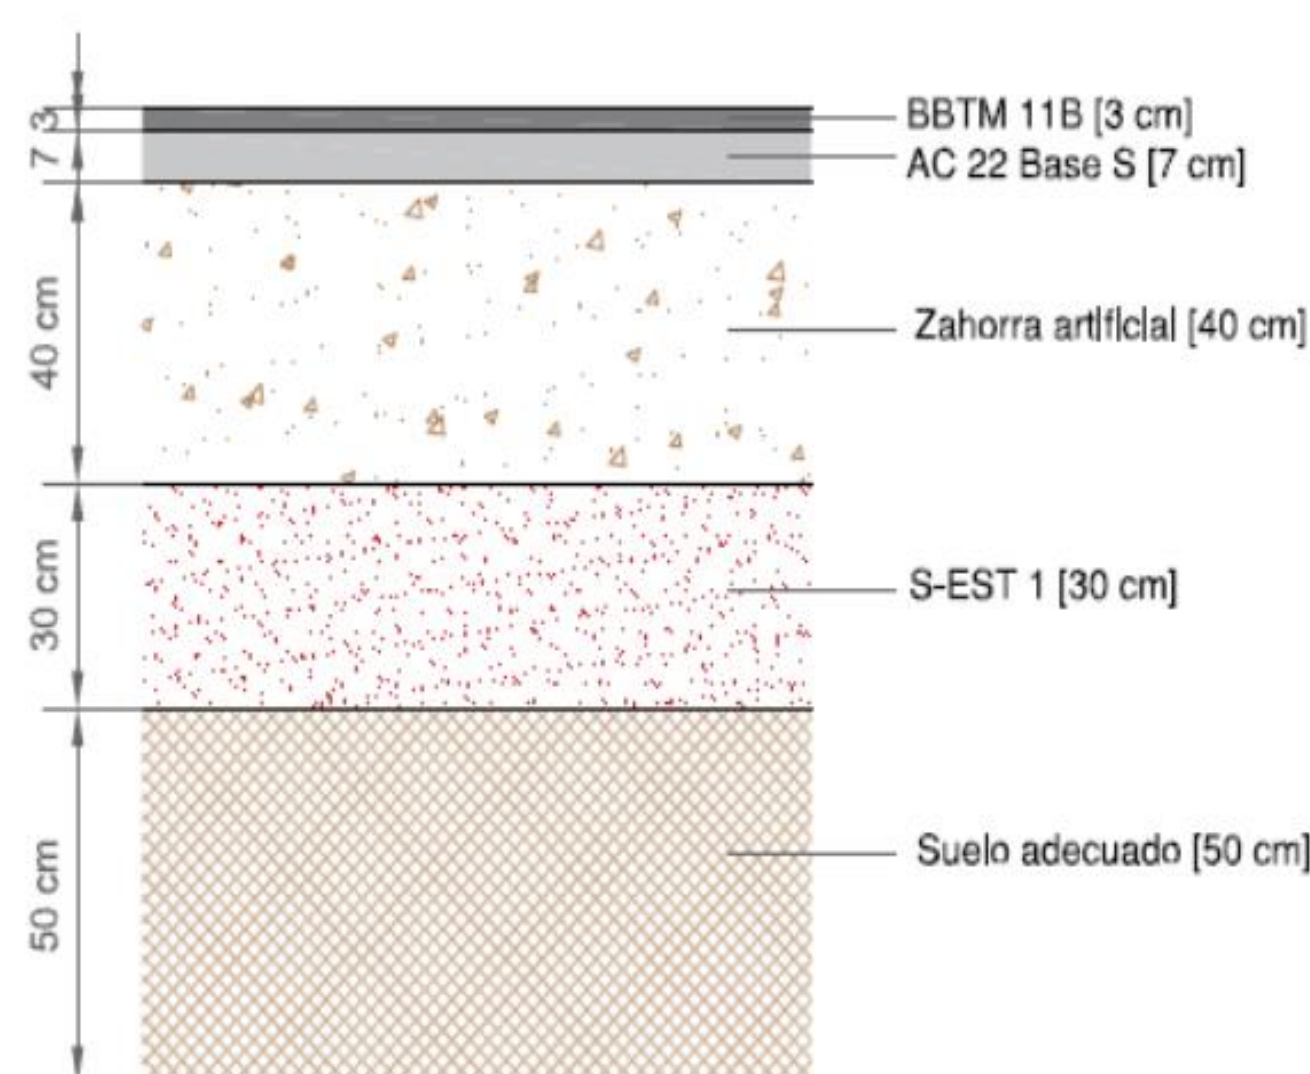 3
BBTM 11B [3 cm]
7
AC 22 Base S [7 cm]
40 cm
Zahorra artificial [40 cm]
30 cm
S-EST 1 [30 cm]
50 cm
Suelo adecuado [50 cm]